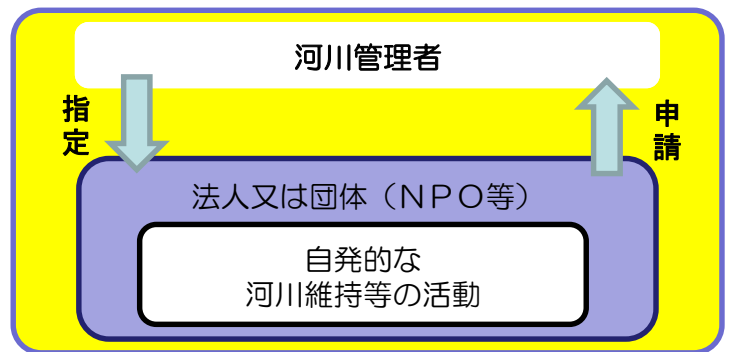 河川管理者
指定
申請
法人又は団体（ＮＰＯ等）
自発的な
河川維持等の活動